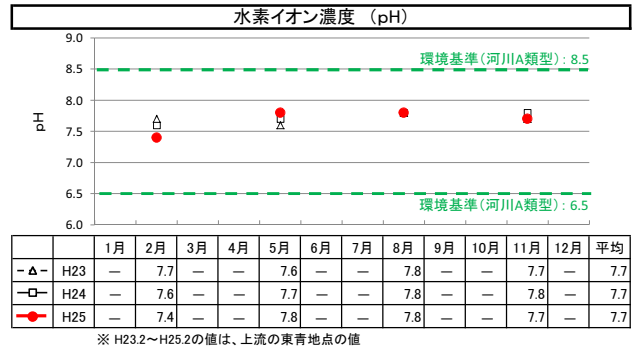 水素イオン濃度 （pH）
9.0
環境基準(河川A類型)：8.5
8.5
8.0
pH
7.5
7.0
6.5
環境基準(河川A類型)：6.5
6.0
1月 2月 3月 4月 5月 6月 7月 8月 9月 10月 11月 12月 平均
H23 ― 7.7 ― ― 7.6 ― ― 7.8 ― ― 7.7 ― 7.7
H24 ― 7.6 ― ― 7.7 ― ― 7.8 ― ― 7.8 ― 7.7
H25 ― 7.4 ― ― 7.8 ― ― 7.8 ― ― 7.7 ― 7.7
※ H23.2～H25.2の値は、上流の東青地点の値